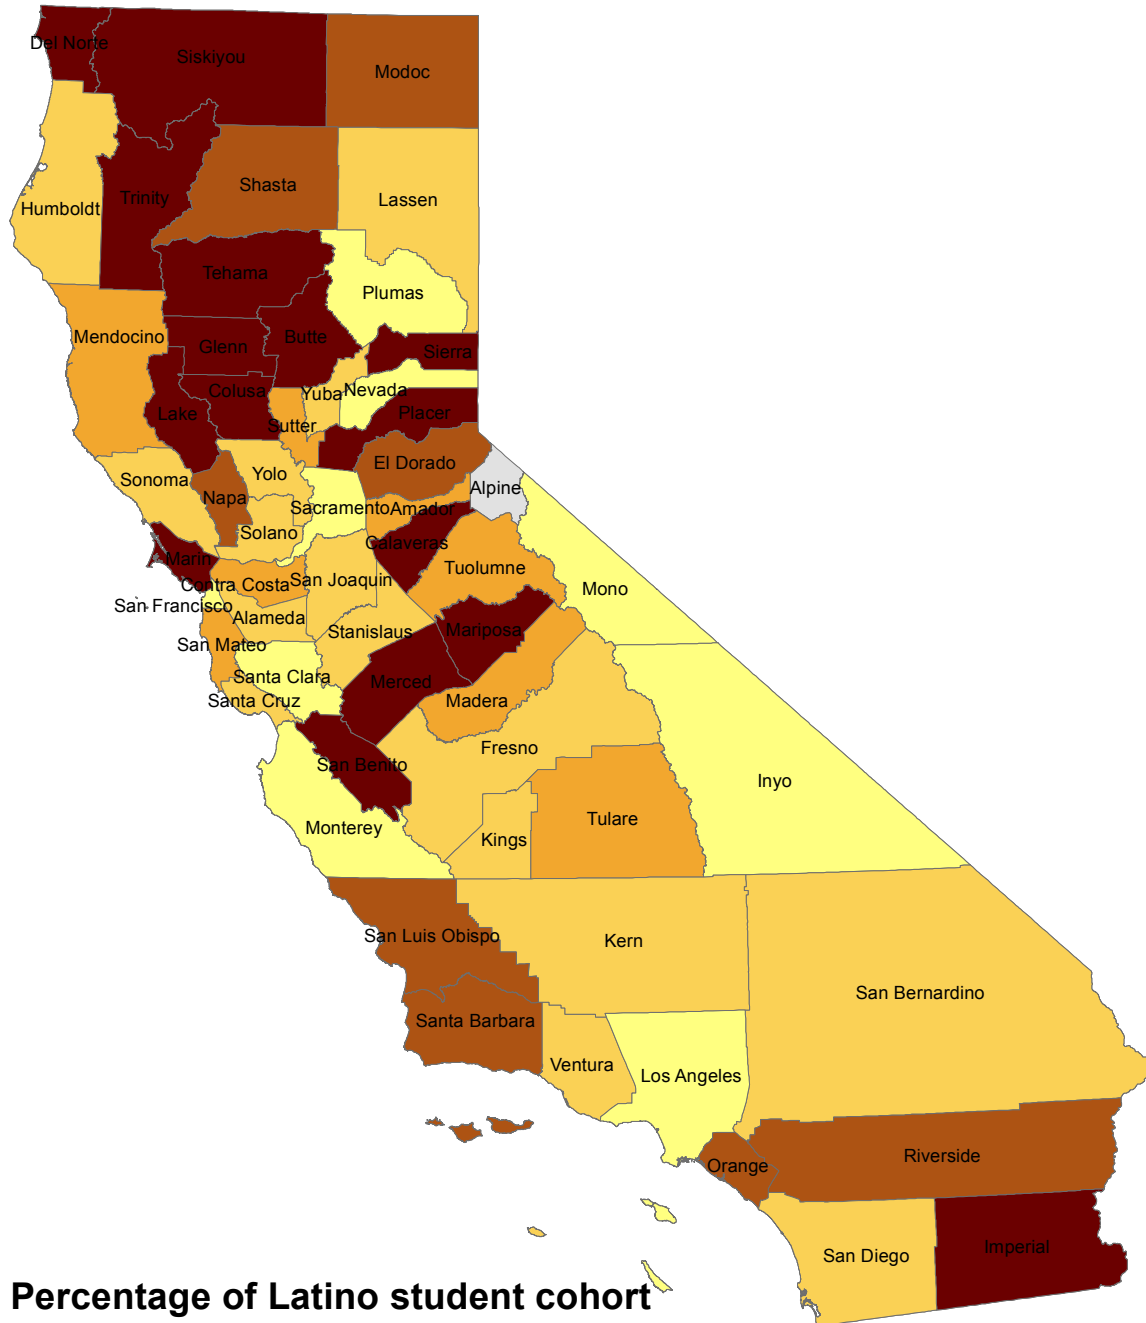 Del Norte
Siskiyou
Modoc
Shasta
Trinity
Humboldt
Lassen
Tehama
Plumas
Mendocino
Glenn
Butte
Sierra
Colusa
Yuba
Nevada
Lake
Sutter
Placer
El Dorado
Sonoma
Yolo
Napa
Alpine
Sacramento
Amador
Solano
Calaveras
Marin
Tuolumne
Contra Costa
San Joaquin
Mono
San Francisco
Alameda
Stanislaus
Mariposa
San Mateo
Santa Clara
Merced
Santa Cruz
Madera
Fresno
San Benito
Inyo
Monterey
Tulare
Kings
San Luis Obispo
Kern
San Bernardino
Santa Barbara
Ventura
Los Angeles
Orange
Riverside
Imperial
San Diego
Percentage of Latino student cohort